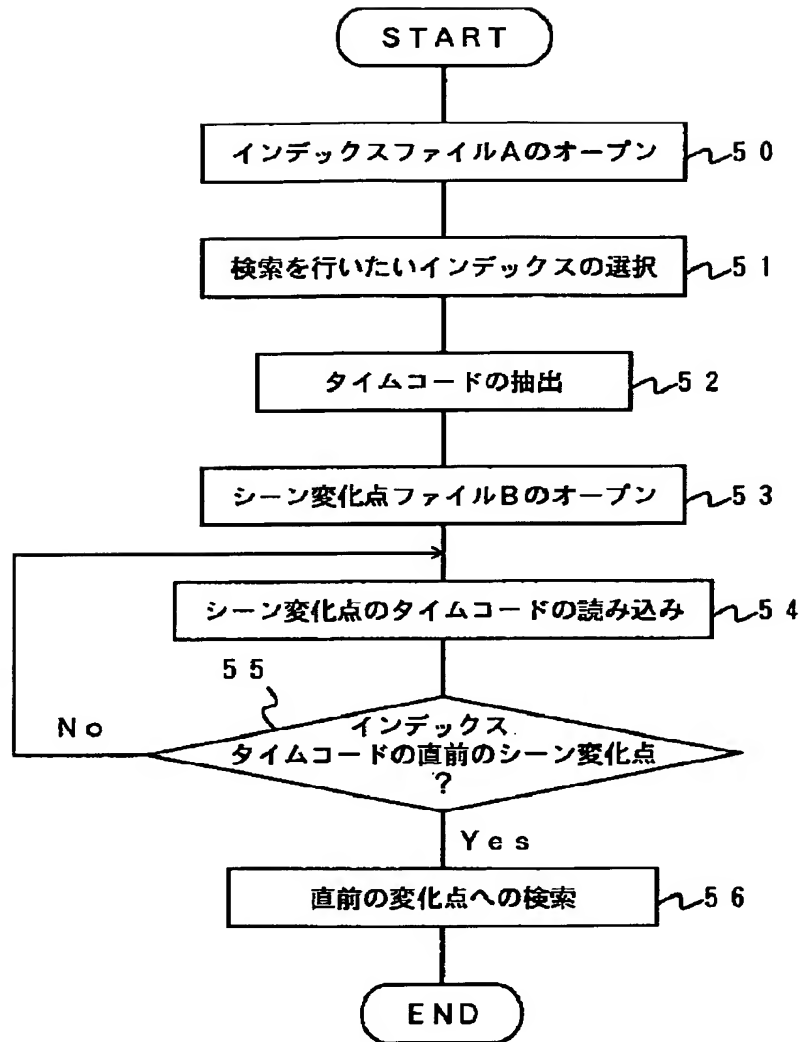 START
インデックスファイルAのオープン 50
検索を行いたいインデックスの選択 51
タイムコードの抽出 52
シーン変化点ファイルBのオープン 53
シーン変化点のタイムコードの読み込み 54
55
No
インデックス
タイムコードの直前のシーン変化点
?
Yes
直前の変化点への検索 56
END